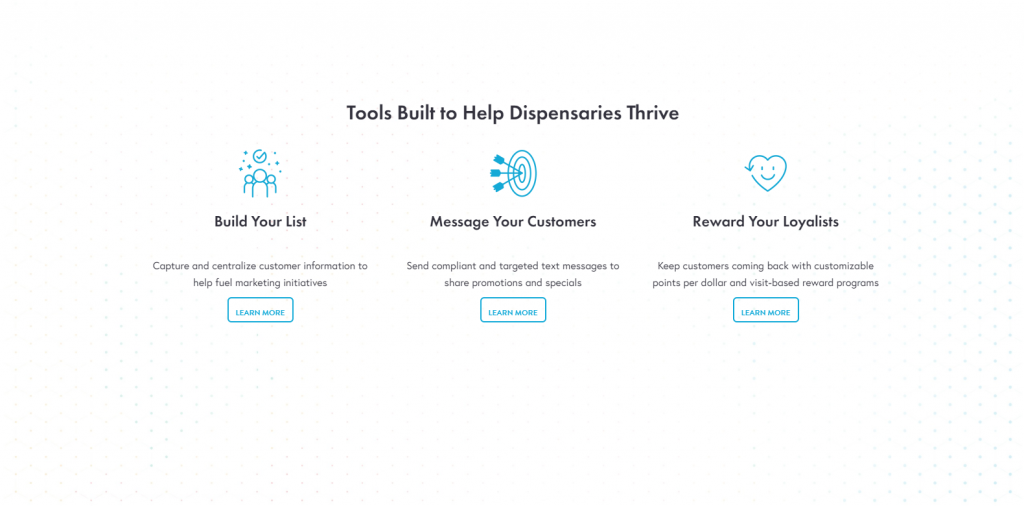 Tools Built to Help Dispensaries Thrive
Build Your List
Capture and centralize customer information to
help fuel marketing initiatives
LEARN MORE
Message Your Customers
Send compliant and targeted text messages to
share promotions and specials
LEARN MORE
Reward Your Loyalists
Keep customers coming back with customizable
points per dollar and visit-based reward programs
LEARN MORE